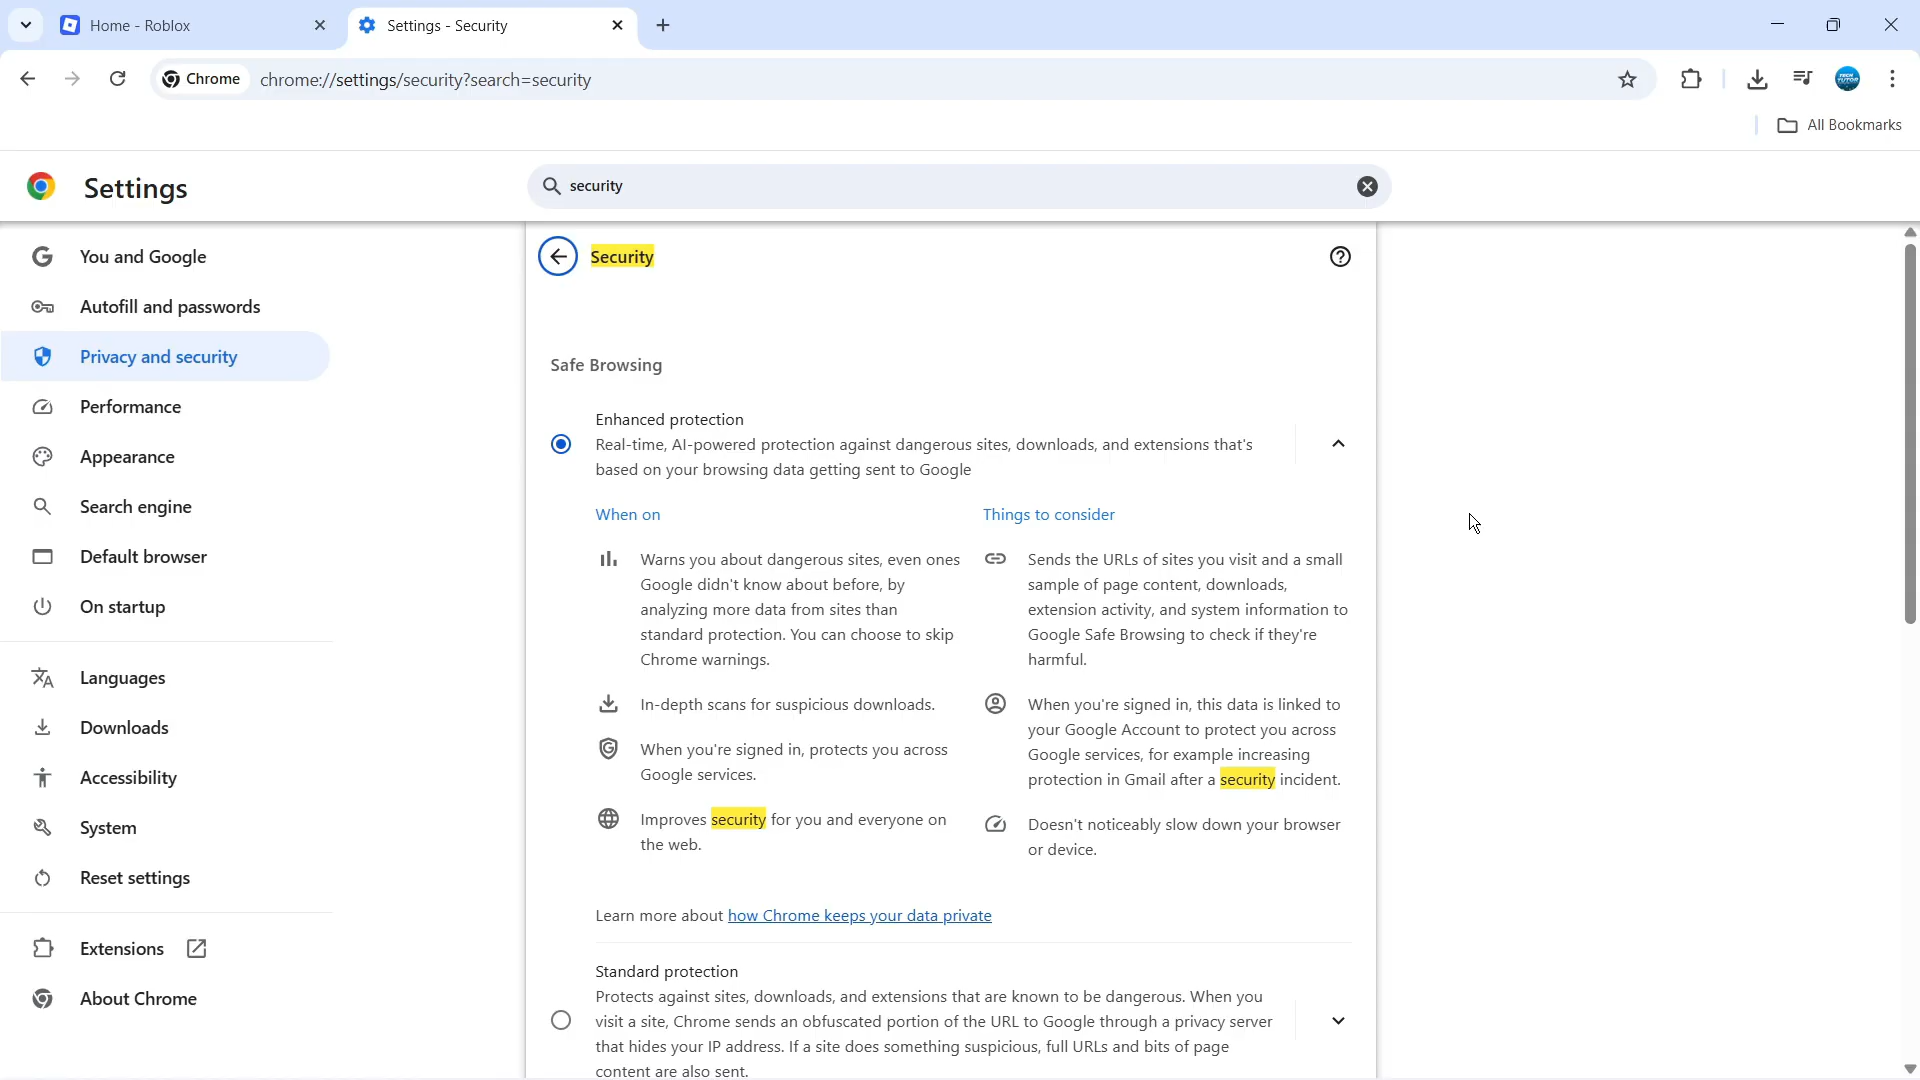 Home - Roblox
Settings - Security
Chrome
chrome://settings/security?search=security
All Bookmarks
Settings
security
You and Google
Autofill and passwords
Privacy and security
Performance
Appearance
Search engine
Default browser
On startup
Languages
Downloads
Accessibility
System
Reset settings
Extensions
About Chrome
Security
Safe Browsing
Enhanced protection
Real-time, AI-powered protection against dangerous sites, downloads, and extensions that's
based on your browsing data getting sent to Google
When on
Warns you about dangerous sites, even ones
Google didn't know about before, by
analyzing more data from sites than
standard protection. You can choose to skip
Chrome warnings.
In-depth scans for suspicious downloads.
When you're signed in, protects you across
Google services.
Improves security for you and everyone on
the web.
Things to consider
Sends the URLs of sites you visit and a small
sample of page content, downloads,
extension activity, and system information to
Google Safe Browsing to check if they're
harmful.
When you're signed in, this data is linked to
your Google Account to protect you across
Google services, for example increasing
protection in Gmail after a security incident.
Doesn't noticeably slow down your browser
or device.
Learn more about how Chrome keeps your data private
Standard protection
Protects against sites, downloads, and extensions that are known to be dangerous. When you
visit a site, Chrome sends an obfuscated portion of the URL to Google through a privacy server
that hides your IP address. If a site does something suspicious, full URLs and bits of page
content are also sent.